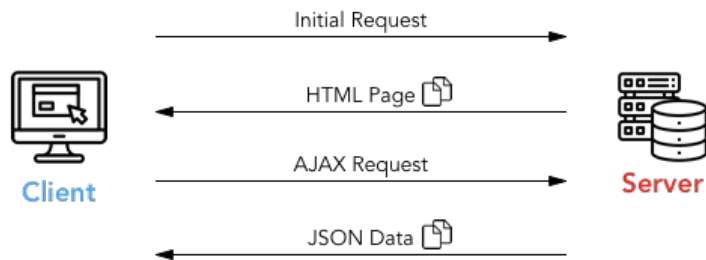 Initial Request
HTML Page
AJAX Request
JSON Data
Client
Server